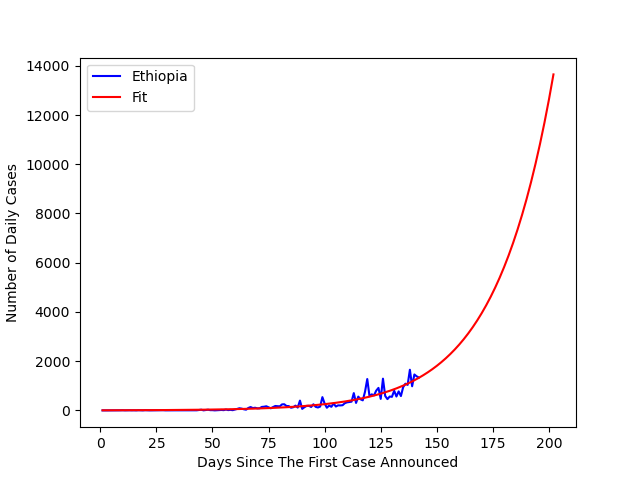 Ethiopia
Fit
14000
12000
10000
8000
6000
4000
2000
0
Number of Daily Cases
0 25 50 75 100 125 150 175 200
Days Since The First Case Announced